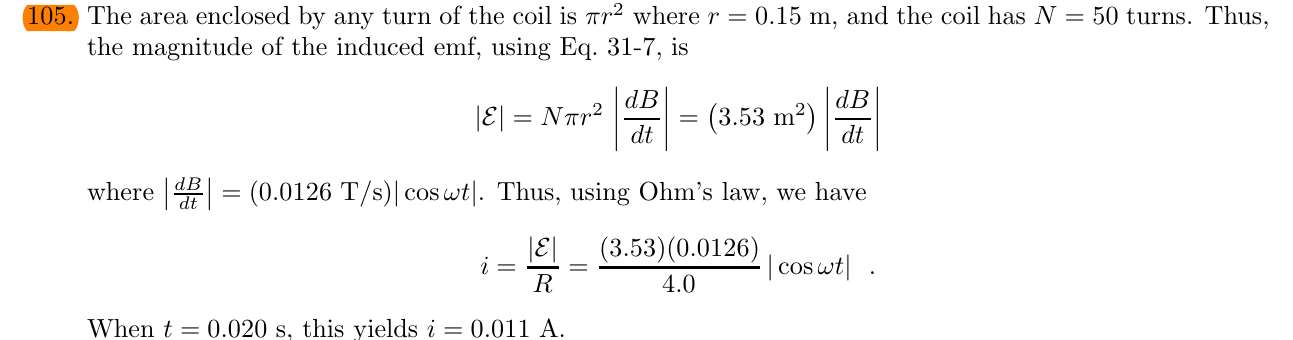 105. The area enclosed by any turn of the coil is πr² where r = 0.15 m, and the coil has N = 50 turns. Thus,
the magnitude of the induced emf, using Eq. 31-7, is
|ℰ| = Nπr² |dB/dt| = (3.53 m²) |dB/dt|
where |dB/dt| = (0.0126 T/s)| cos ωt|. Thus, using Ohm's law, we have
i = |ℰ|/R = (3.53)(0.0126)/4.0 | cos ωt| .
When t = 0.020 s, this yields i = 0.011 A.